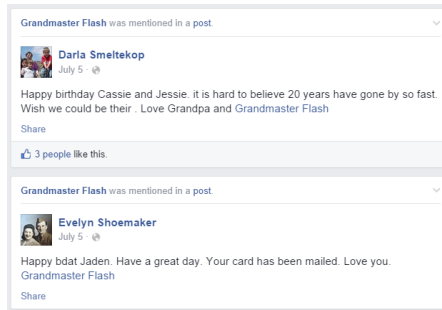 Grandmaster Flash was mentioned in a post.
Darla Smeltekop
July 5 ·
Happy birthday Cassie and Jessie. it is hard to believe 20 years have gone by so fast.
Wish we could be their . Love Grandpa and Grandmaster Flash
Share
3 people like this.
Grandmaster Flash was mentioned in a post.
Evelyn Shoemaker
July 5 ·
Happy bdat Jaden. Have a great day. Your card has been mailed. Love you.
Grandmaster Flash
Share